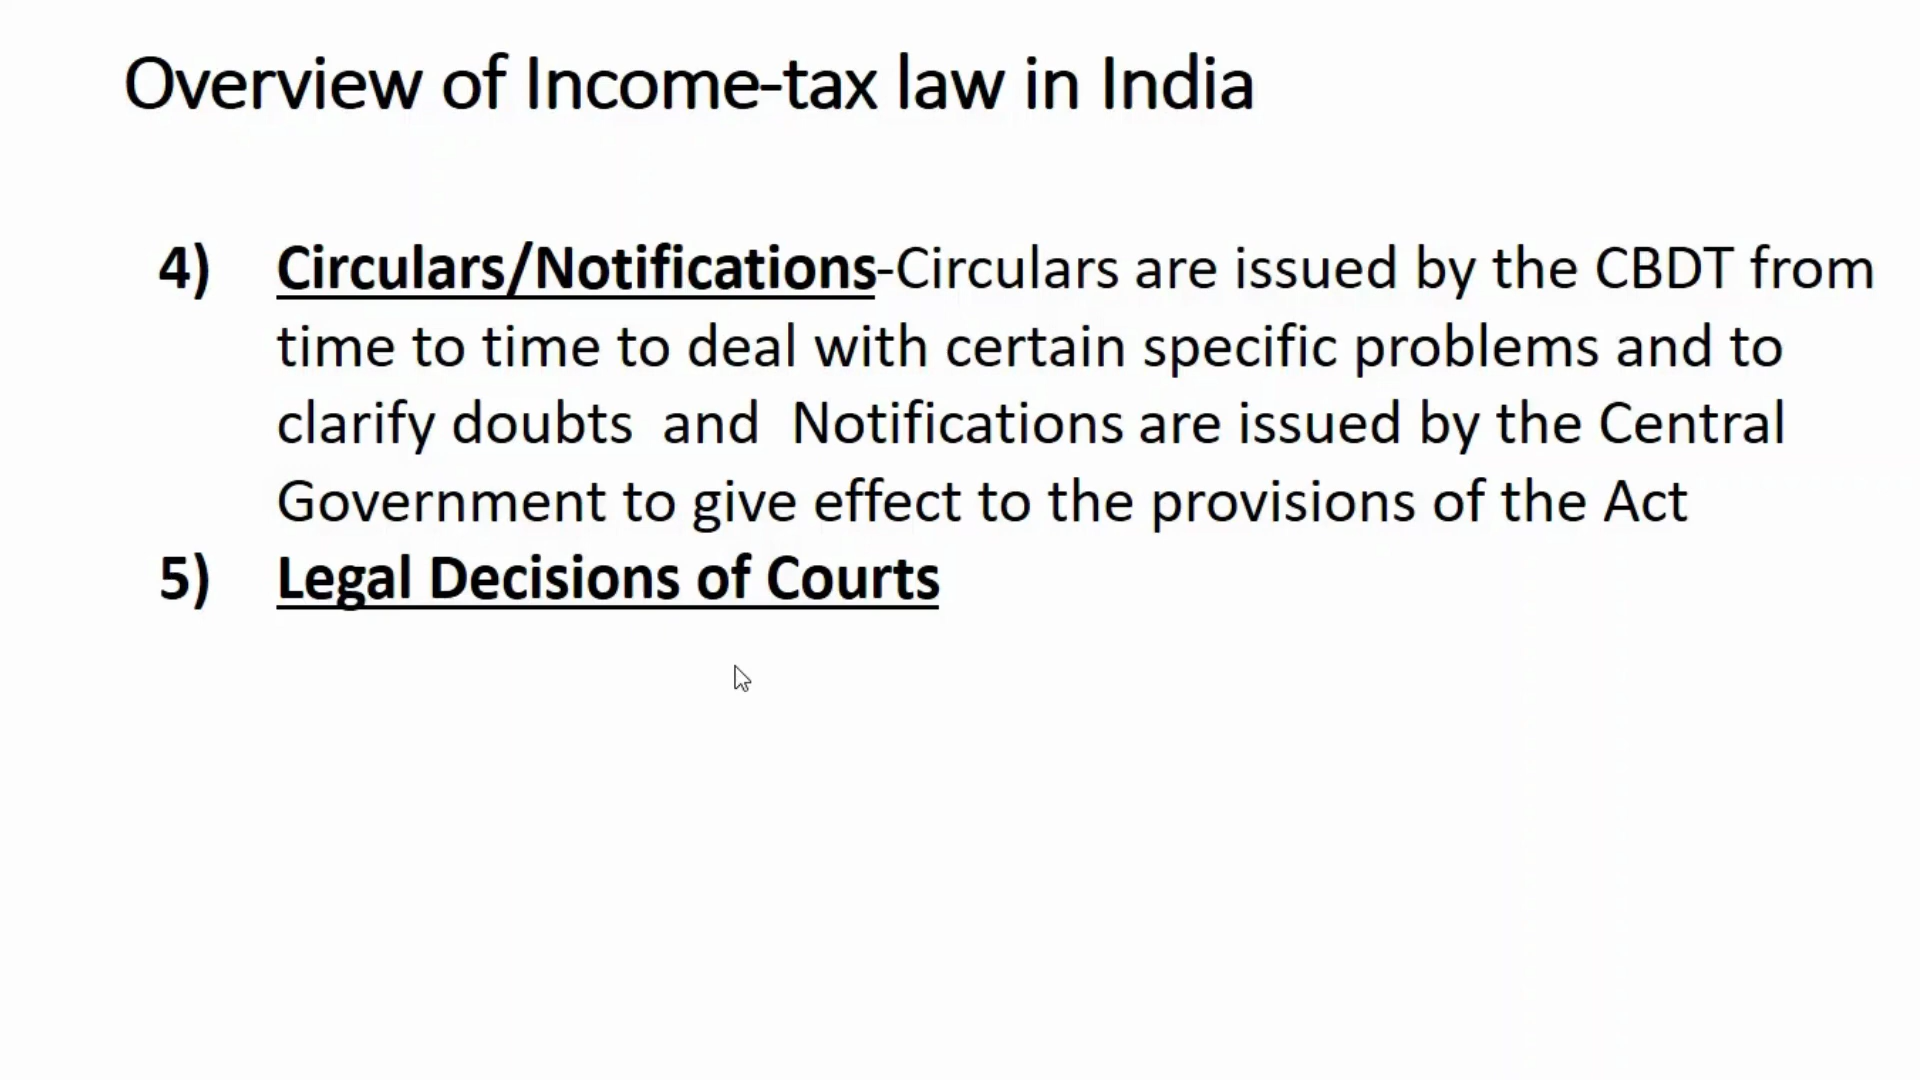 Overview of Income-tax law in India
4) Circulars/Notifications-Circulars are issued by the CBDT from
time to time to deal with certain specific problems and to
clarify doubts  and  Notifications are issued by the Central
Government to give effect to the provisions of the Act
5) Legal Decisions of Courts